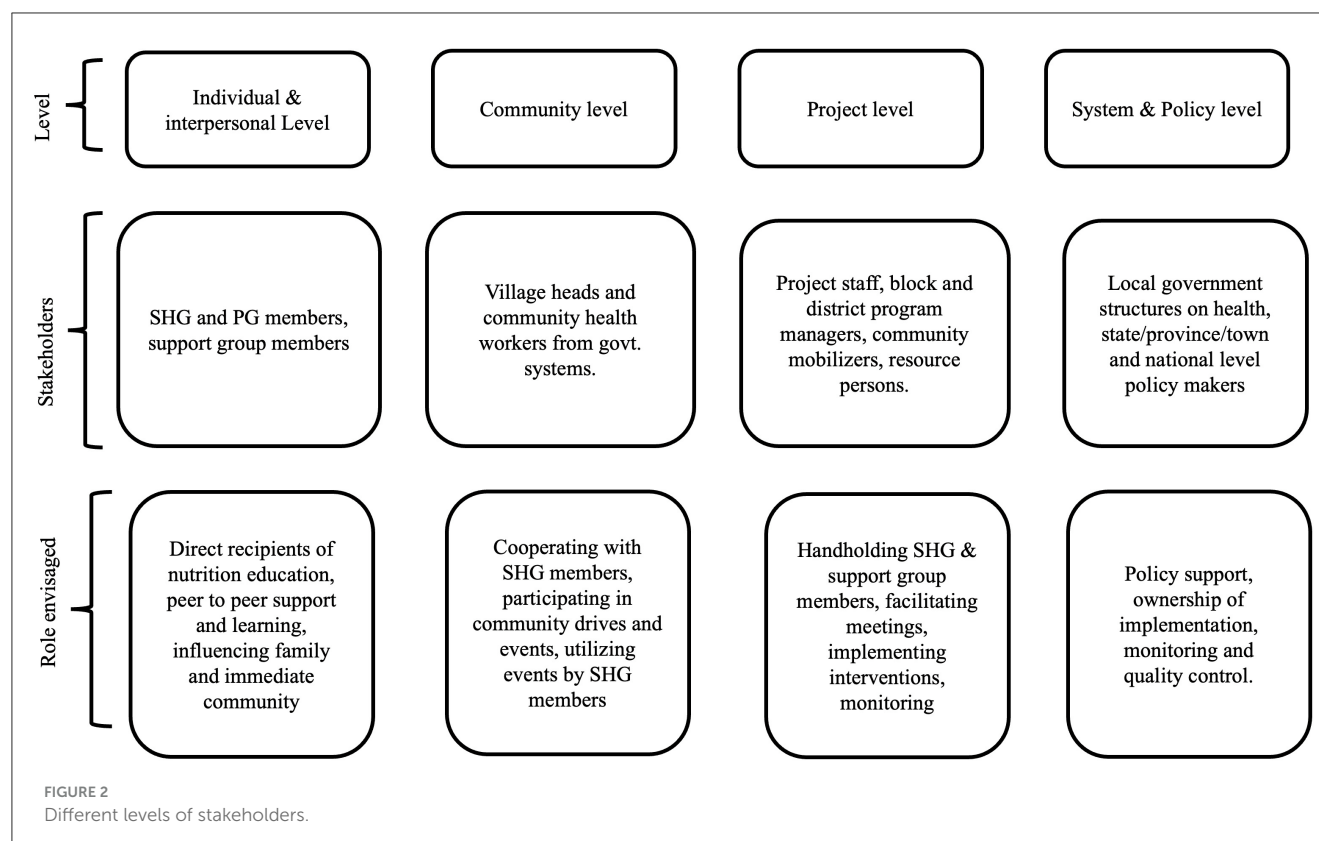 Level
Individual &
interpersonal Level
Community level
Project level
System & Policy level
Stakeholders
SHG and PG members,
support group members
Village heads and
community health
workers from govt.
systems.
Project staff, block and
district program
managers, community
mobilizers, resource
persons.
Local government
structures on health,
state/province/town
and national level
policy makers
Role envisaged
Direct recipients of
nutrition education,
peer to peer support
and learning,
influencing family
and immediate
community
Cooperating with
SHG members,
participating in
community drives and
events, utilizing
events by SHG
members
Handholding SHG &
support group
members, facilitating
meetings,
implementing
interventions,
monitoring
Policy support,
ownership of
implementation,
monitoring and
quality control.
FIGURE 2
Different levels of stakeholders.